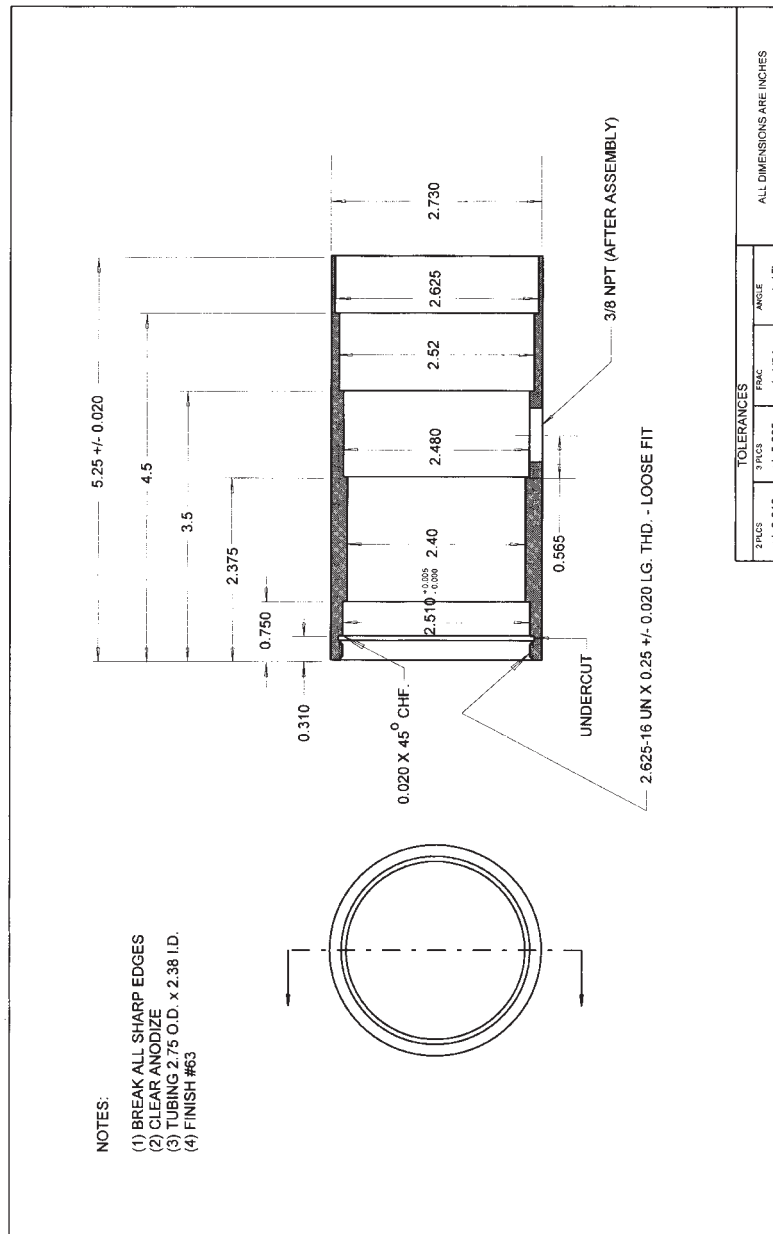 NOTES:
(1) BREAK ALL SHARP EDGES
(2) CLEAR ANODIZE
(3) TUBING 2.75 O.D. x 2.38 I.D.
(4) FINISH #63
5.25 +/- 0.020
4.5
3.5
2.375
0.750
0.310
0.020 X 45° CHF.
2.510 +0.005 -0.000
2.40
2.480
2.52
2.625
2.730
0.565
UNDERCUT
3/8 NPT (AFTER ASSEMBLY)
2.625-16 UN X 0.25 +/- 0.020 LG. THD. - LOOSE FIT
TOLERANCES
2 PLCS 3 PLCS FRAC ANGLE
ALL DIMENSIONS ARE INCHES